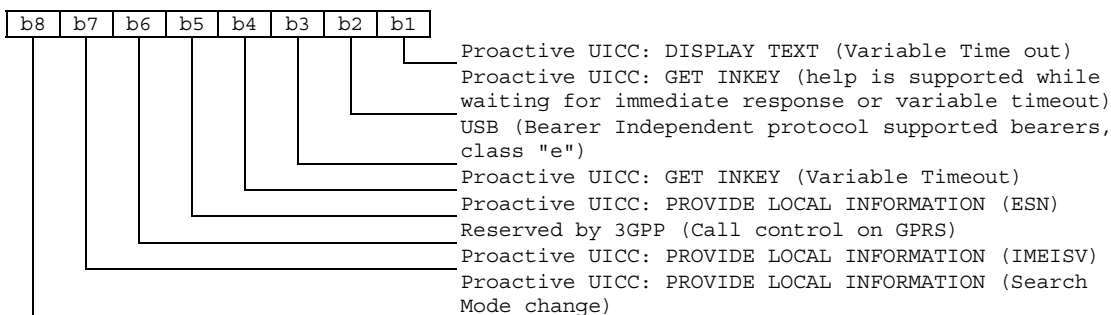 b8 b7 b6 b5 b4 b3 b2 b1
Proactive UICC: DISPLAY TEXT (Variable Time out)
Proactive UICC: GET INKEY (help is supported while
waiting for immediate response or variable timeout)
USB (Bearer Independent protocol supported bearers,
class "e")
Proactive UICC: GET INKEY (Variable Timeout)
Proactive UICC: PROVIDE LOCAL INFORMATION (ESN)
Reserved by 3GPP (Call control on GPRS)
Proactive UICC: PROVIDE LOCAL INFORMATION (IMEISV)
Proactive UICC: PROVIDE LOCAL INFORMATION (Search
Mode change)